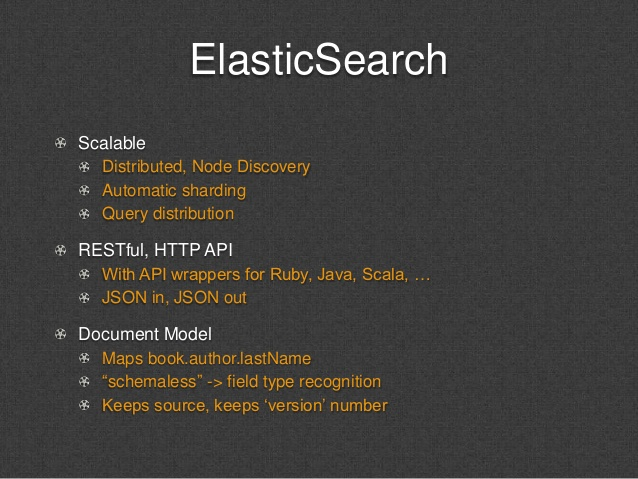 ElasticSearch
Scalable
Distributed, Node Discovery
Automatic sharding
Query distribution
RESTful, HTTP API
With API wrappers for Ruby, Java, Scala, …
JSON in, JSON out
Document Model
Maps book.author.lastName
“schemaless” -> field type recognition
Keeps source, keeps ‘version’ number